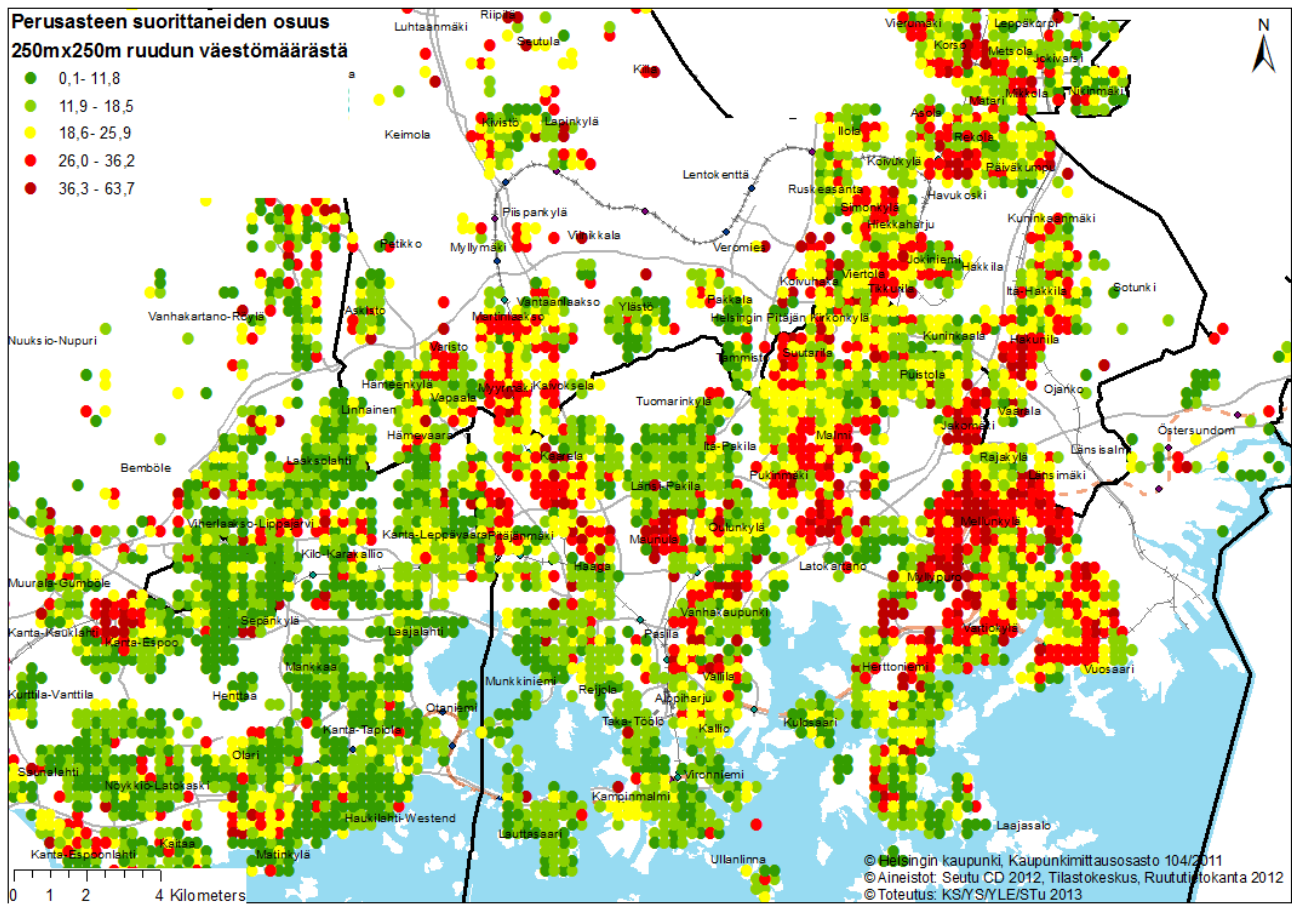 Perusasteen suorittaneiden osuus
250mx250m ruudun väestömäärästä
0,1- 11,8
11,9 - 18,5
18,6- 25,9
26,0 - 36,2
36,3 - 63,7
N
Riipilä
Luhtaanmäki
Seutula
Killa
a
Keimola
Kivistö
Lapinkylä
Vierumäki
Leppäkorpi
Korso
Metsola
Jokivarsi
Mikkola
Nikinmäki
Matari
Asola
Ilola
Rekola
Koivukylä
Päiväkumpu
Lentokenttä
Ruskeasanta
Havukoski
Simonkylä
Kuninkaanmäki
Hiekkaharju
Piispankylä
Petikko
Myllymäki
Viinikkala
Veromies
Jokiniemi
Hakkila
Koivuhaka
Viertola
Tikkurila
Itä-Hakkila
Sotunki
Vantaanlaakso
Ylästö
Pakkala
Vanhakartano-Röylä
Askisto
Martinlaakso
Helsingin Pitäjän Kirkonkylä
Nuuksio-Nupuri
Varisto
Tammisto
Suutarila
Kuninkaala
Hakunila
Hämeenkylä
Myyrmäki
Kaivoksela
Puistola
Ojanko
Vapaala
Linnainen
Tuomarinkylä
Vaarala
Hämevaara
Itä-Pakila
Malmi
Jakomäki
Östersundom
Laaksolahti
Kaarela
Länsisalmi
Bemböle
Rajakylä
Pukinmäki
Länsimäki
Länsi-Pakila
Viherlaakso-Lippajärvi
Mellunkylä
Kanta-Leppävaara
Pitäjänmäki
Maunula
Oulunkylä
Kilo-Karakallio
Haaga
Latokartano
Myllypuro
Muurala-Gumböle
Vanhakaupunki
Sepänkylä
Kanta-Kauklahti
Kanta-Espoo
Laajalahti
Pasila
Vartiokylä
Mankkaa
Herttoniemi
Vuosaari
Kurttila-Vanttila
Henttaa
Munkkiniemi
Reijola
Vallila
Otaniemi
Alppiharju
Taka-Töölö
Kallio
Kulosaari
Kanta-Tapiola
Olari
Saunalahti
Nöykkiö-Latokaski
Vironniemi
Kampinmalmi
Haukilahti-Westend
Lauttasaari
Laajasalo
Kaitaa
Kanta-Espoonlahti
Matinkylä
Ullanlinna
0 1 2 4 Kilometers
© Helsingin kaupunki, Kaupunkimittausosasto 104/2011
© Aineistot: Seutu CD 2012, Tilastokeskus, Ruututietokanta 2012
© Toteutus: KS/YS/YLE/STu 2013